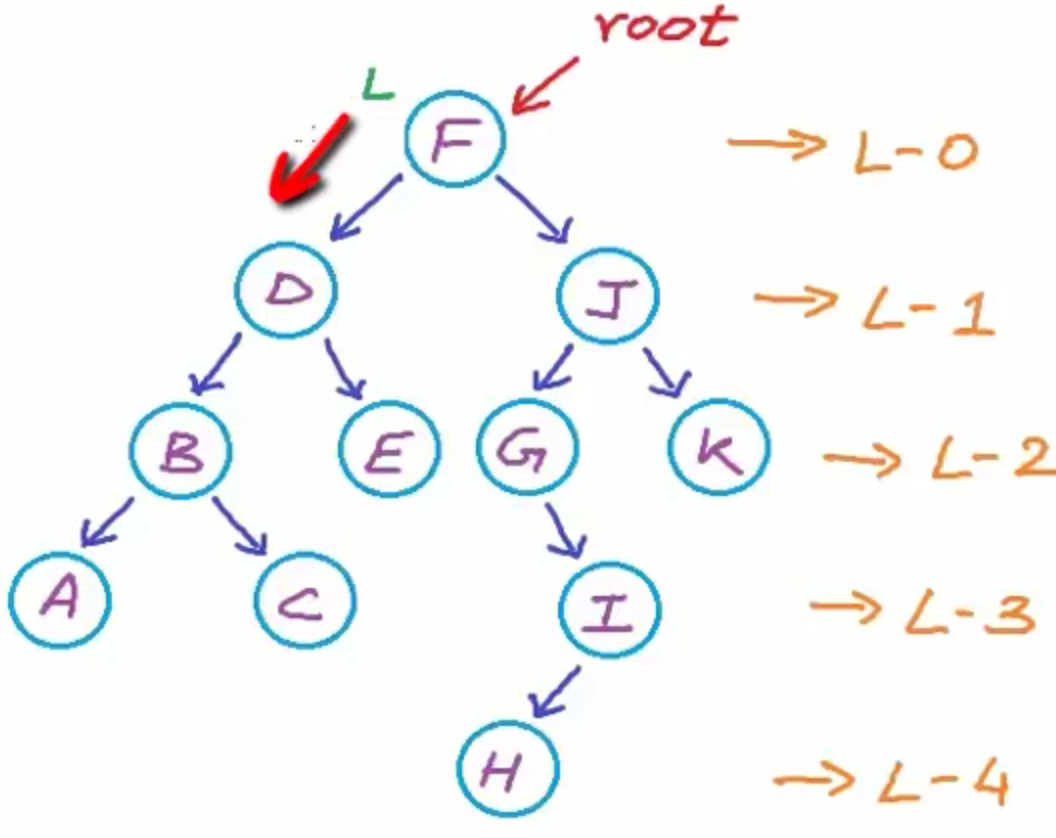 root
L
F
→ L-0
D
J
→ L-1
B
E
G
K
→ L-2
A
C
I
→ L-3
H
→ L-4